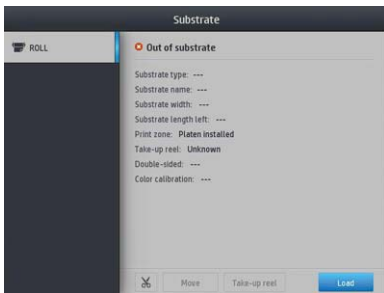 Substrate
ROLL
Out of substrate
Substrate type: ---
Substrate name: ---
Substrate width: ---
Substrate length left: ---
Print zone: Platen installed
Take-up reel: Unknown
Double-sided: ---
Color calibration: ---
Move
Take-up reel
Load